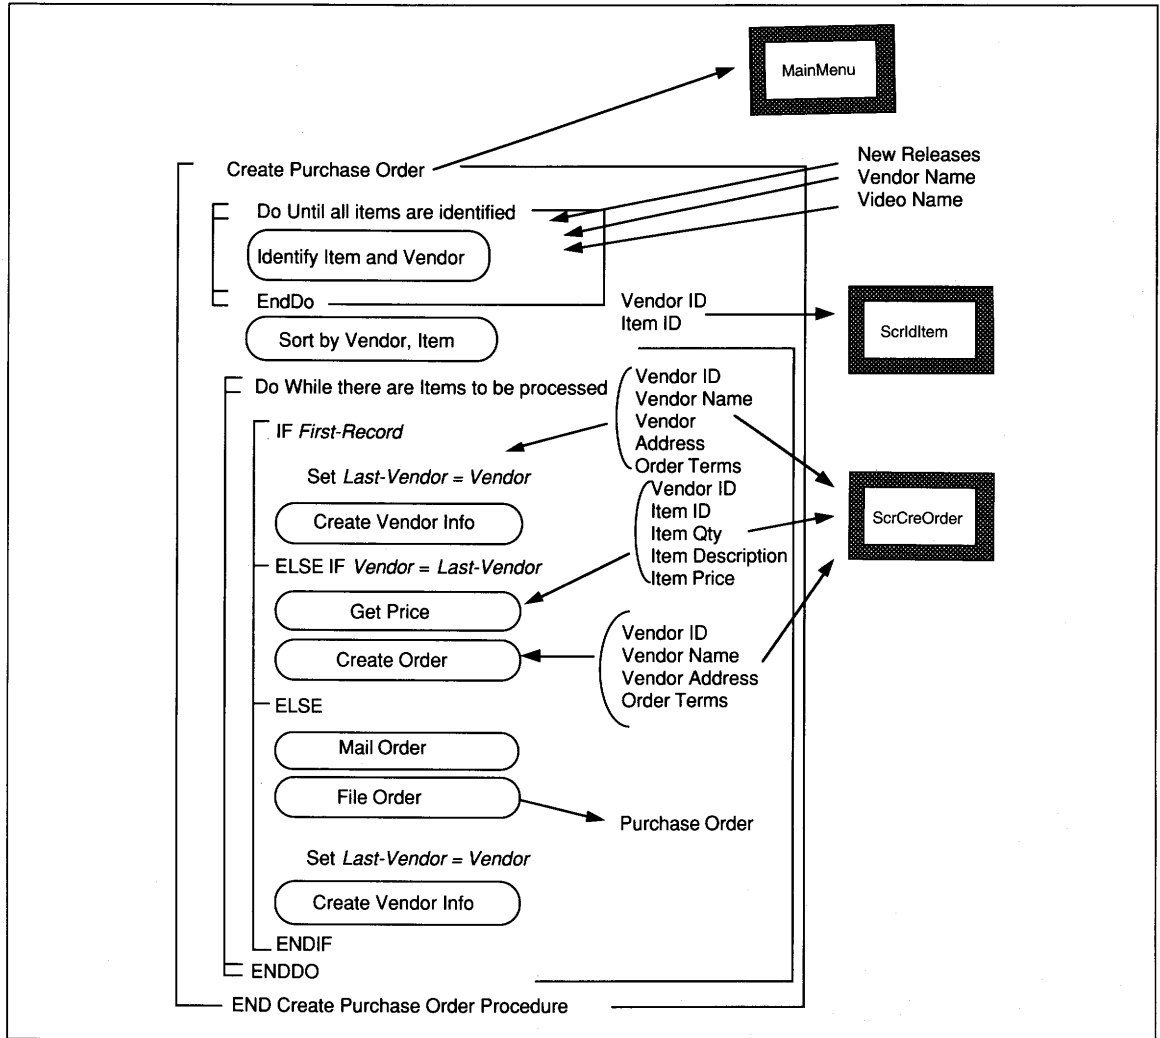 MainMenu
Create Purchase Order
New Releases
Vendor Name
Video Name
Do Until all items are identified
Identify Item and Vendor
EndDo
Vendor ID
Item ID
ScrIdItem
Sort by Vendor, Item
Do While there are Items to be processed
Vendor ID
Vendor Name
Vendor
Address
Order Terms
IF First-Record
Set Last-Vendor = Vendor
Create Vendor Info
Vendor ID
Item ID
Item Qty
Item Description
Item Price
ScrCreOrder
ELSE IF Vendor = Last-Vendor
Get Price
Create Order
Vendor ID
Vendor Name
Vendor Address
Order Terms
ELSE
Mail Order
File Order
Purchase Order
Set Last-Vendor = Vendor
Create Vendor Info
ENDIF
ENDDO
END Create Purchase Order Procedure